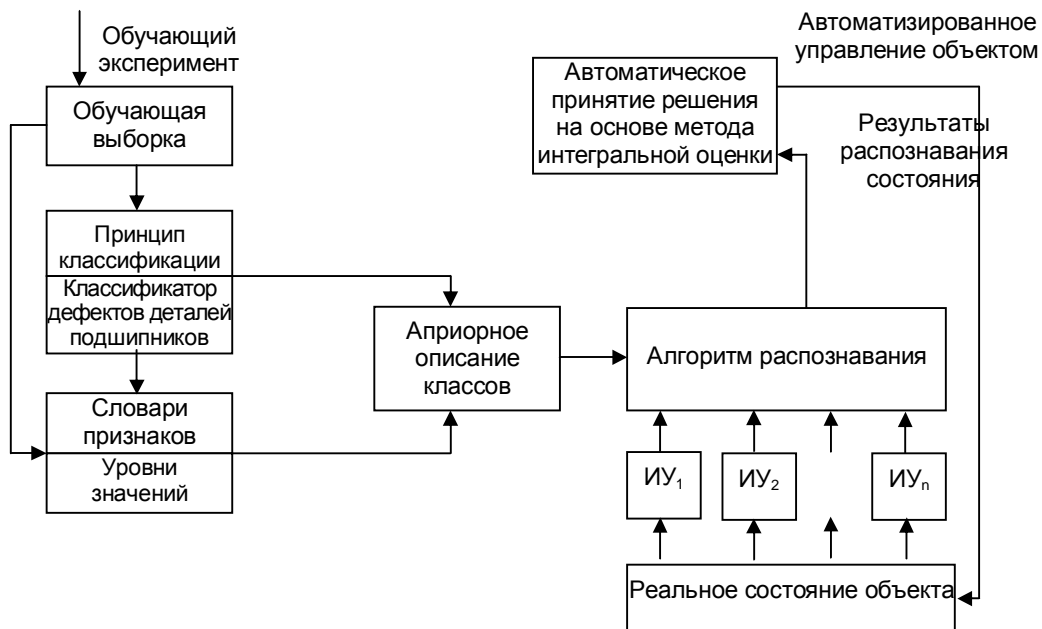 Обучающий
эксперимент
Обучающая
выборка
Принцип
классификации
Классификатор
дефектов деталей
подшипников
Словари
признаков
Уровни
значений
Априорное
описание
классов
Автоматизированное
управление объектом
Автоматическое
принятие решения
на основе метода
интегральной оценки
Результаты
распознавания
состояния
Алгоритм распознавания
ИУ₁
ИУ₂
ИУₙ
Реальное состояние объекта